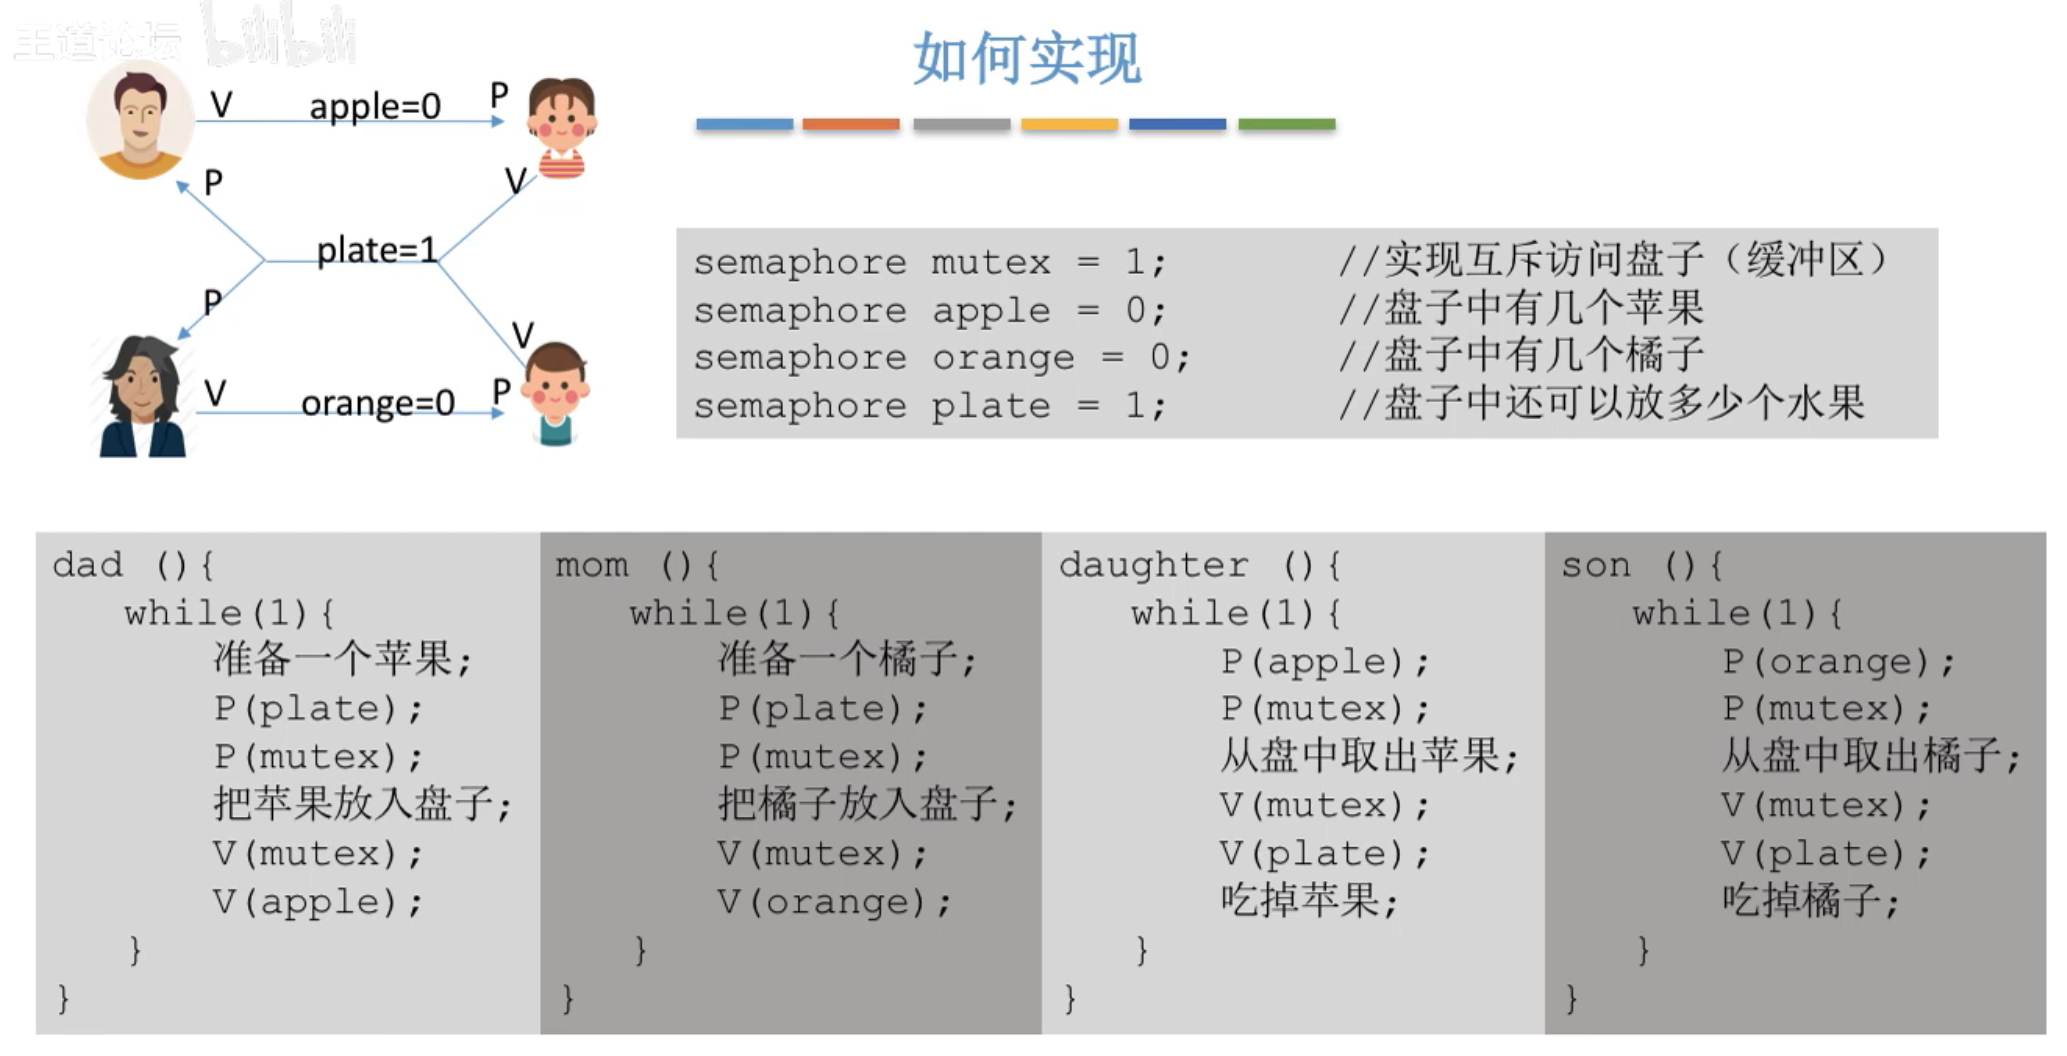 王道论坛 bilibili
如何实现
V apple=0 P
P V
plate=1
P V
V orange=0 P
semaphore mutex = 1; //实现互斥访问盘子（缓冲区）
semaphore apple = 0; //盘子中有几个苹果
semaphore orange = 0; //盘子中有几个橘子
semaphore plate = 1; //盘子中还可以放多少个水果
dad (){
while(1){
准备一个苹果;
P(plate);
P(mutex);
把苹果放入盘子;
V(mutex);
V(apple);
}
}
mom (){
while(1){
准备一个橘子;
P(plate);
P(mutex);
把橘子放入盘子;
V(mutex);
V(orange);
}
}
daughter (){
while(1){
P(apple);
P(mutex);
从盘中取出苹果;
V(mutex);
V(plate);
吃掉苹果;
}
}
son (){
while(1){
P(orange);
P(mutex);
从盘中取出橘子;
V(mutex);
V(plate);
吃掉橘子;
}
}